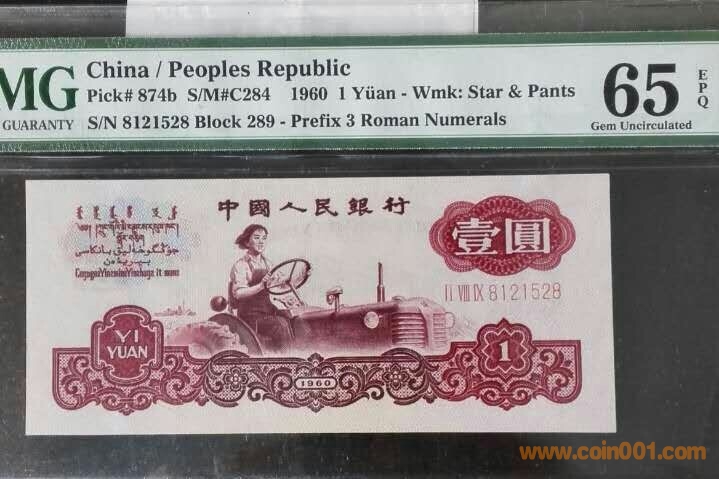 MG
GUARANTY
China / Peoples Republic
Pick# 874b S/M#C284 1960 1 Yüan - Wmk: Star & Pants
S/N 8121528 Block 289 - Prefix 3 Roman Numerals
65
EPQ
Gem Uncirculated
中國人民銀行
壹圓
II VIII IX 8121528
YI
YUAN
1960
1
www.coin001.com